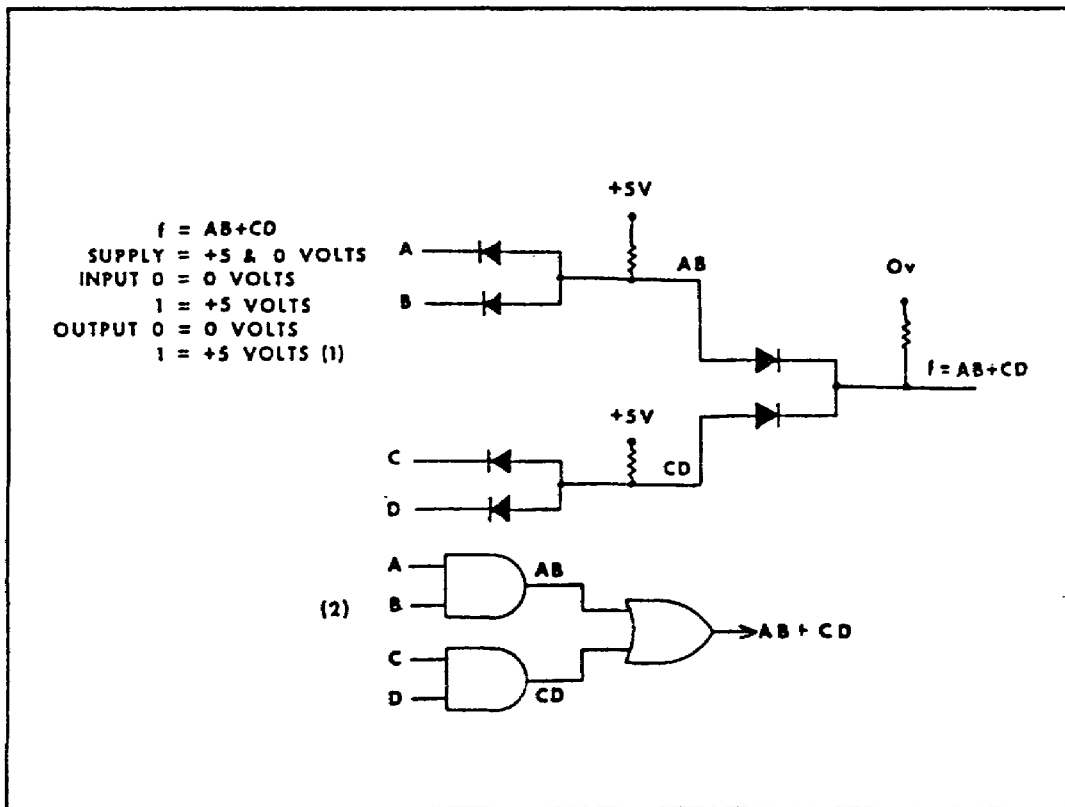 f = AB+CD
SUPPLY = +5 & 0 VOLTS
INPUT 0 = 0 VOLTS
1 = +5 VOLTS
OUTPUT 0 = 0 VOLTS
1 = +5 VOLTS (1)
+5V
A
AB
Ov
B
f = AB+CD
+5V
C
CD
D
A
AB
(2)
B
AB + CD
C
D
CD